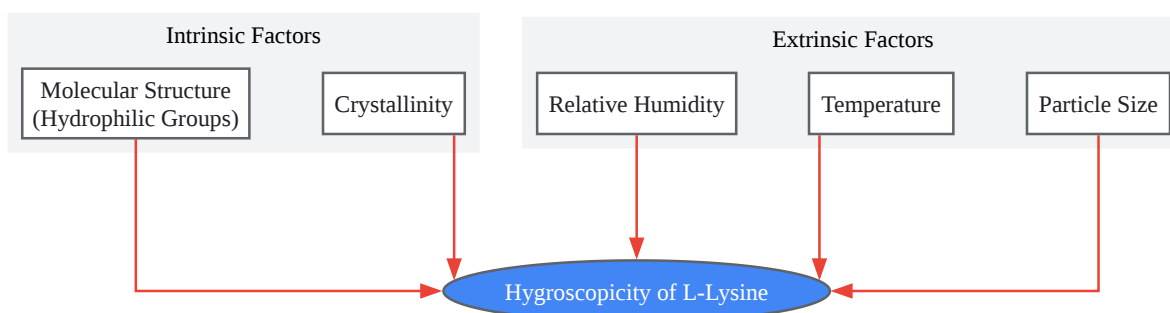 Intrinsic Factors
Extrinsic Factors
Molecular Structure
(Hydrophilic Groups)
Crystallinity
Relative Humidity
Temperature
Particle Size
Hygroscopicity of L-Lysine